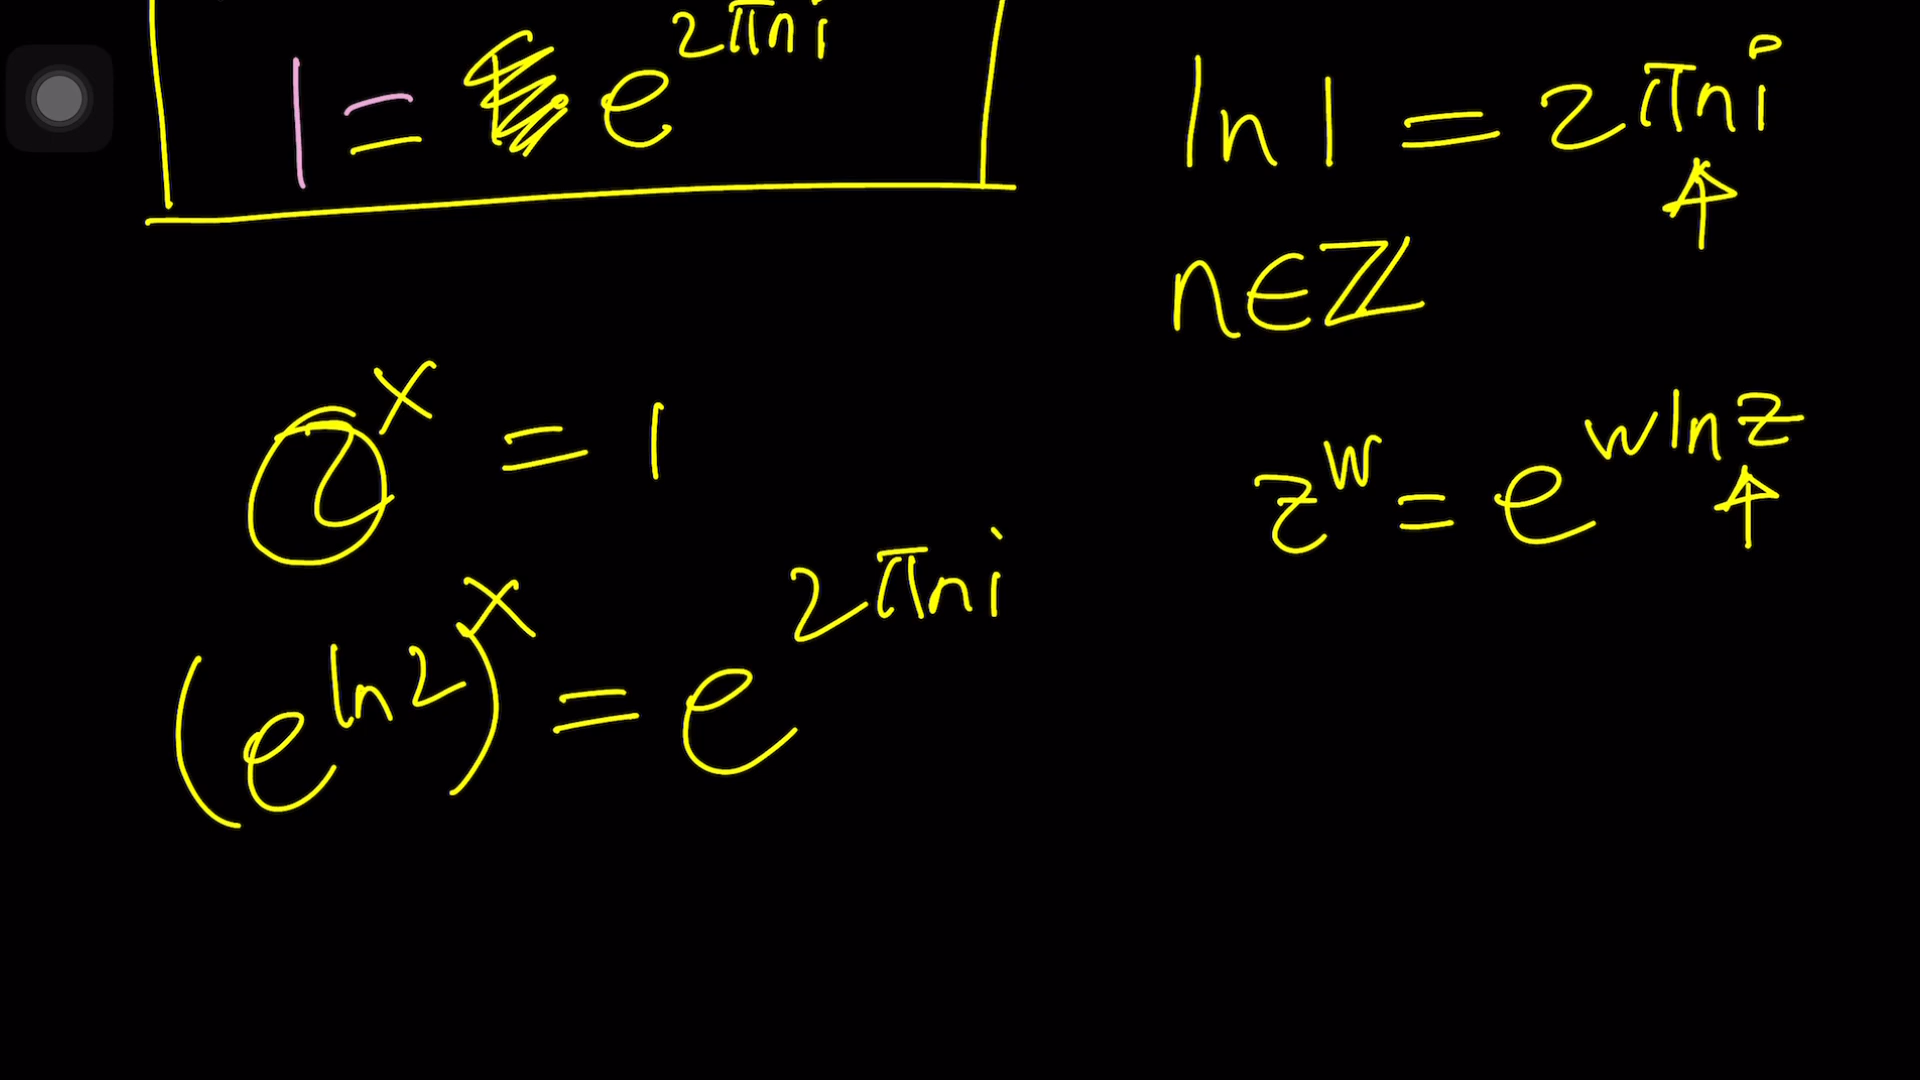 1 = e^{2πni}
ln 1 = 2πni
n∈ℤ
2^x = 1
z^w = e^{w ln z}
(e^{ln 2})^x = e^{2πni}